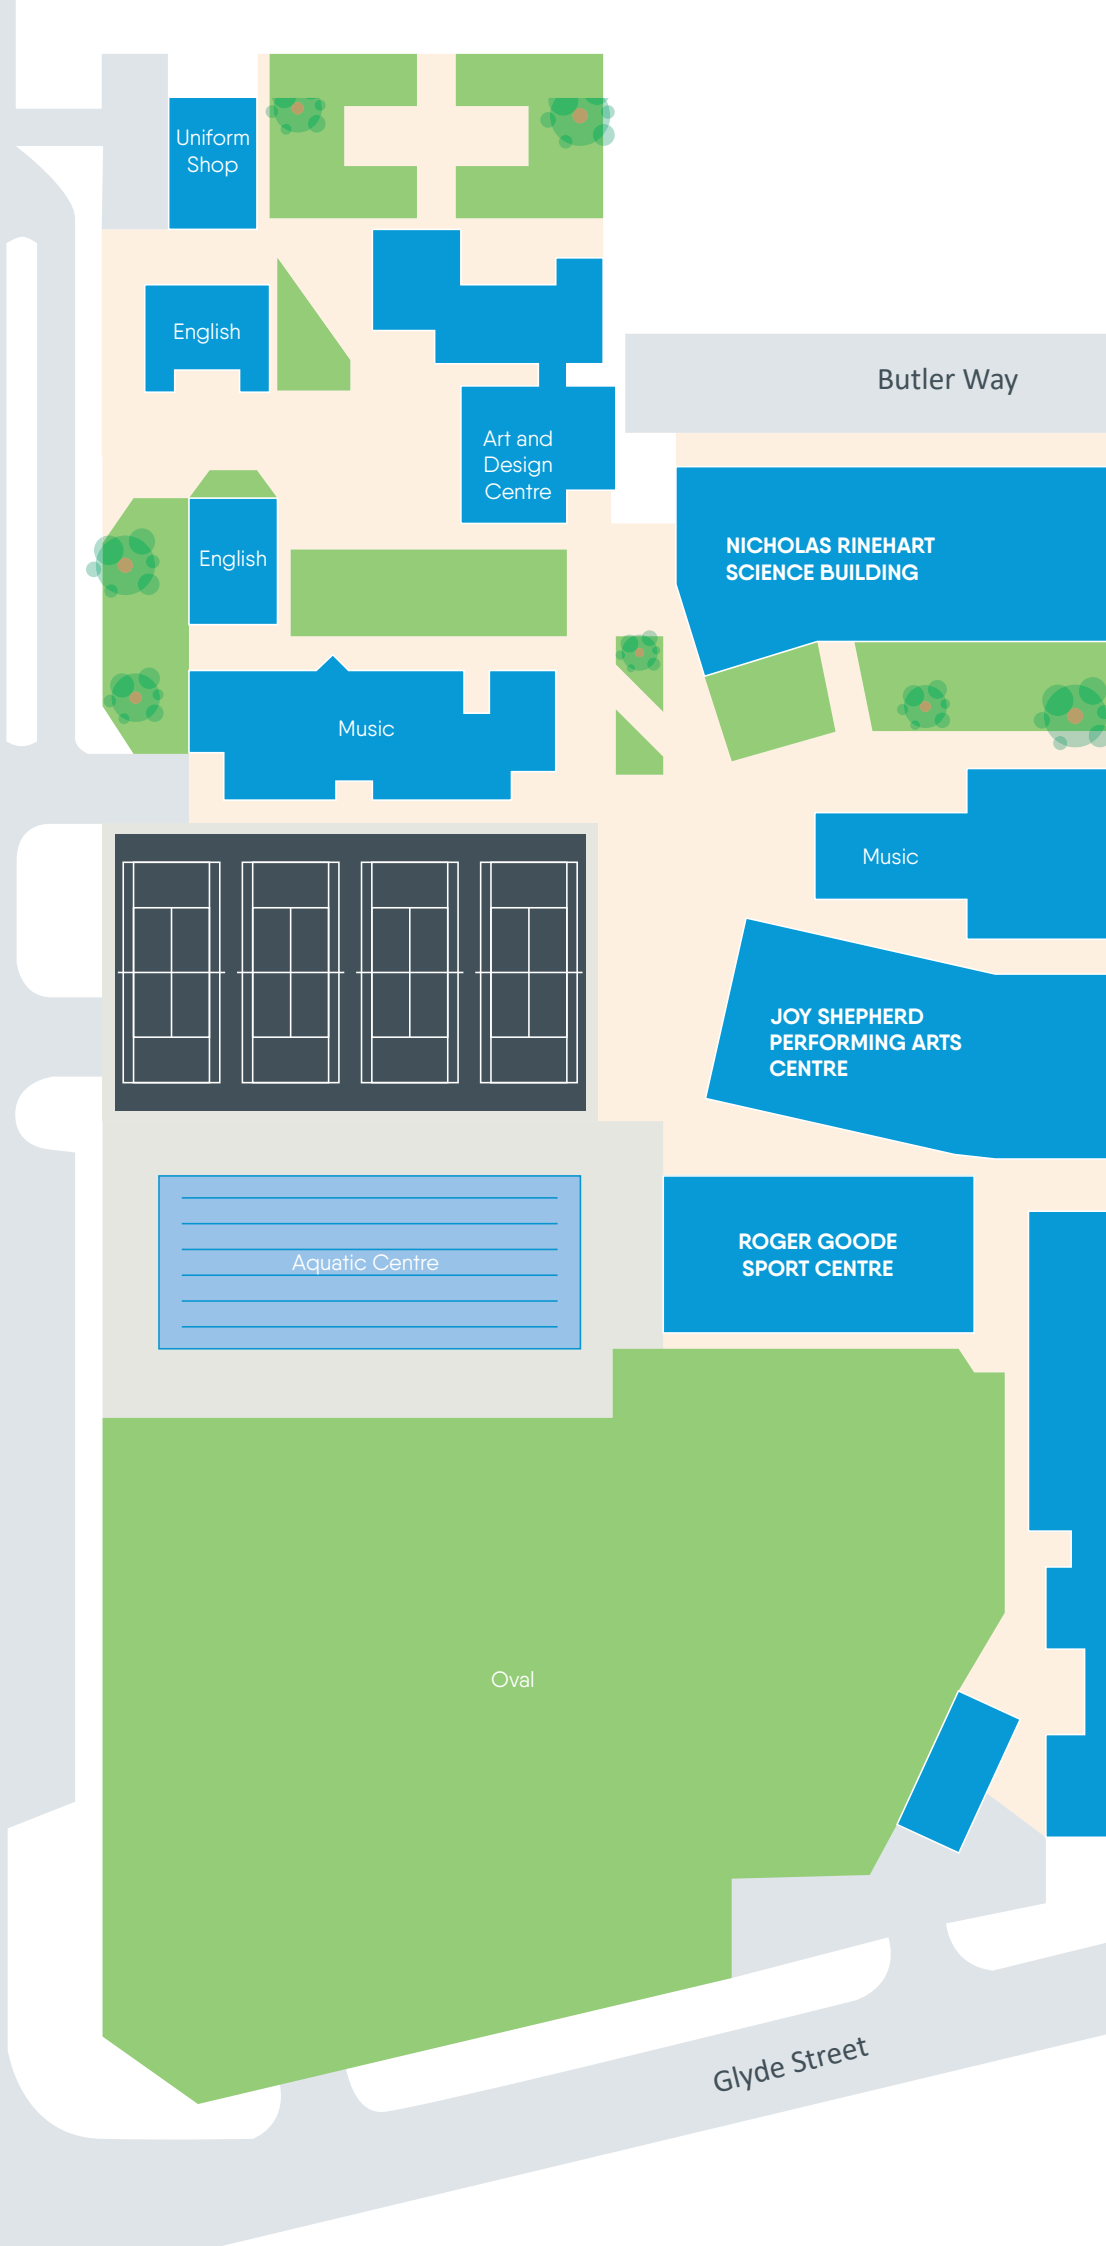 Uniform
Shop
English
Butler Way
Art and
Design
Centre
NICHOLAS RINEHART
SCIENCE BUILDING
English
Music
Music
JOY SHEPHERD
PERFORMING ARTS
CENTRE
ROGER GOODE
SPORT CENTRE
Aquatic Centre
Oval
Glyde Street